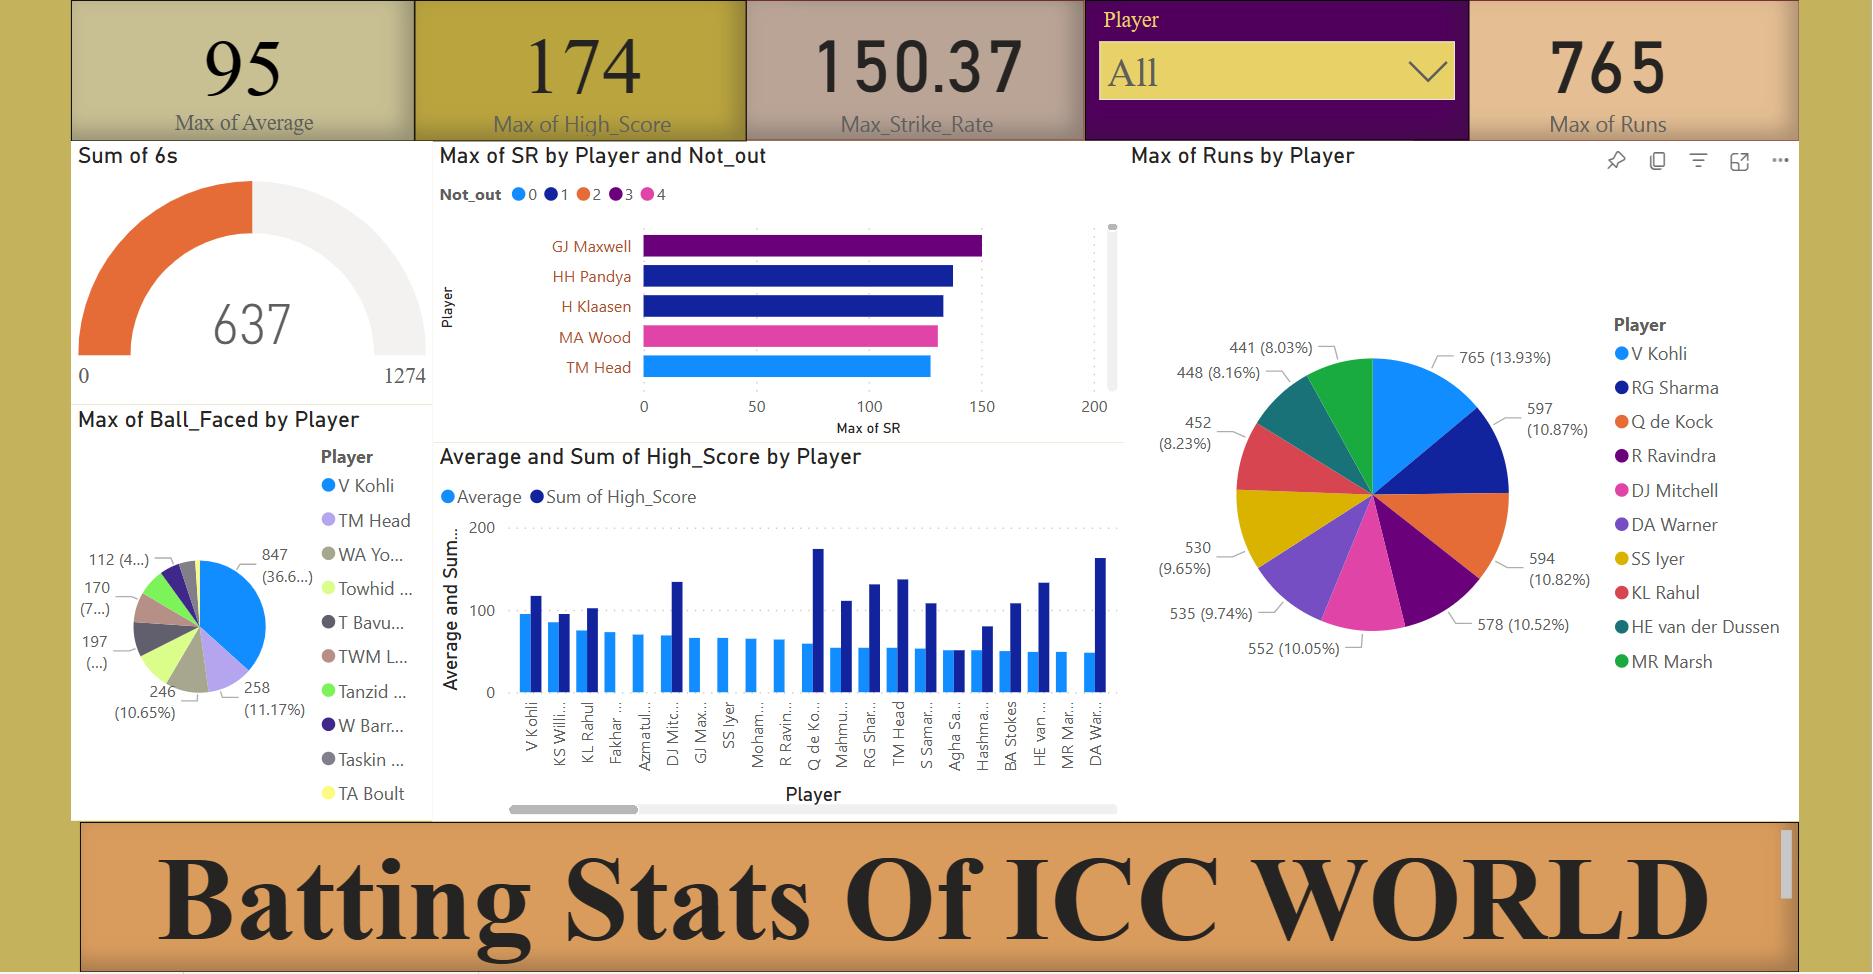 95
Max of Average
174
Max of High_Score
150.37
Max_Strike_Rate
Player
All
765
Max of Runs
Sum of 6s
637
0
1274
Max of Ball_Faced by Player
Player
V Kohli
TM Head
WA Yo...
Towhid ...
T Bavu...
TWM L...
Tanzid ...
W Barr...
Taskin ...
TA Boult
847
(36.6...)
258
(11.17%)
246
(10.65%)
197
(...)
170
(7...)
112 (4...)
Max of SR by Player and Not_out
Not_out 0 1 2 3 4
Player
GJ Maxwell
HH Pandya
H Klaasen
MA Wood
TM Head
0 50 100 150 200
Max of SR
Average and Sum of High_Score by Player
Average Sum of High_Score
Average and Sum...
200
100
0
V Kohli
KS Willi...
KL Rahul
Fakhar ...
Azmatul...
DJ Mitc...
GJ Max...
SS Iyer
Moham...
R Ravin...
Q de Ko...
Mahmu...
RG Shar...
TM Head
S Samar...
Agha Sa...
Hashma...
BA Stokes
HE van ...
MR Mar...
DA War...
Player
Max of Runs by Player
765 (13.93%)
597
(10.87%)
594
(10.82%)
578 (10.52%)
552 (10.05%)
535 (9.74%)
530
(9.65%)
452
(8.23%)
448 (8.16%)
441 (8.03%)
Player
V Kohli
RG Sharma
Q de Kock
R Ravindra
DJ Mitchell
DA Warner
SS Iyer
KL Rahul
HE van der Dussen
MR Marsh
Batting Stats Of ICC WORLD